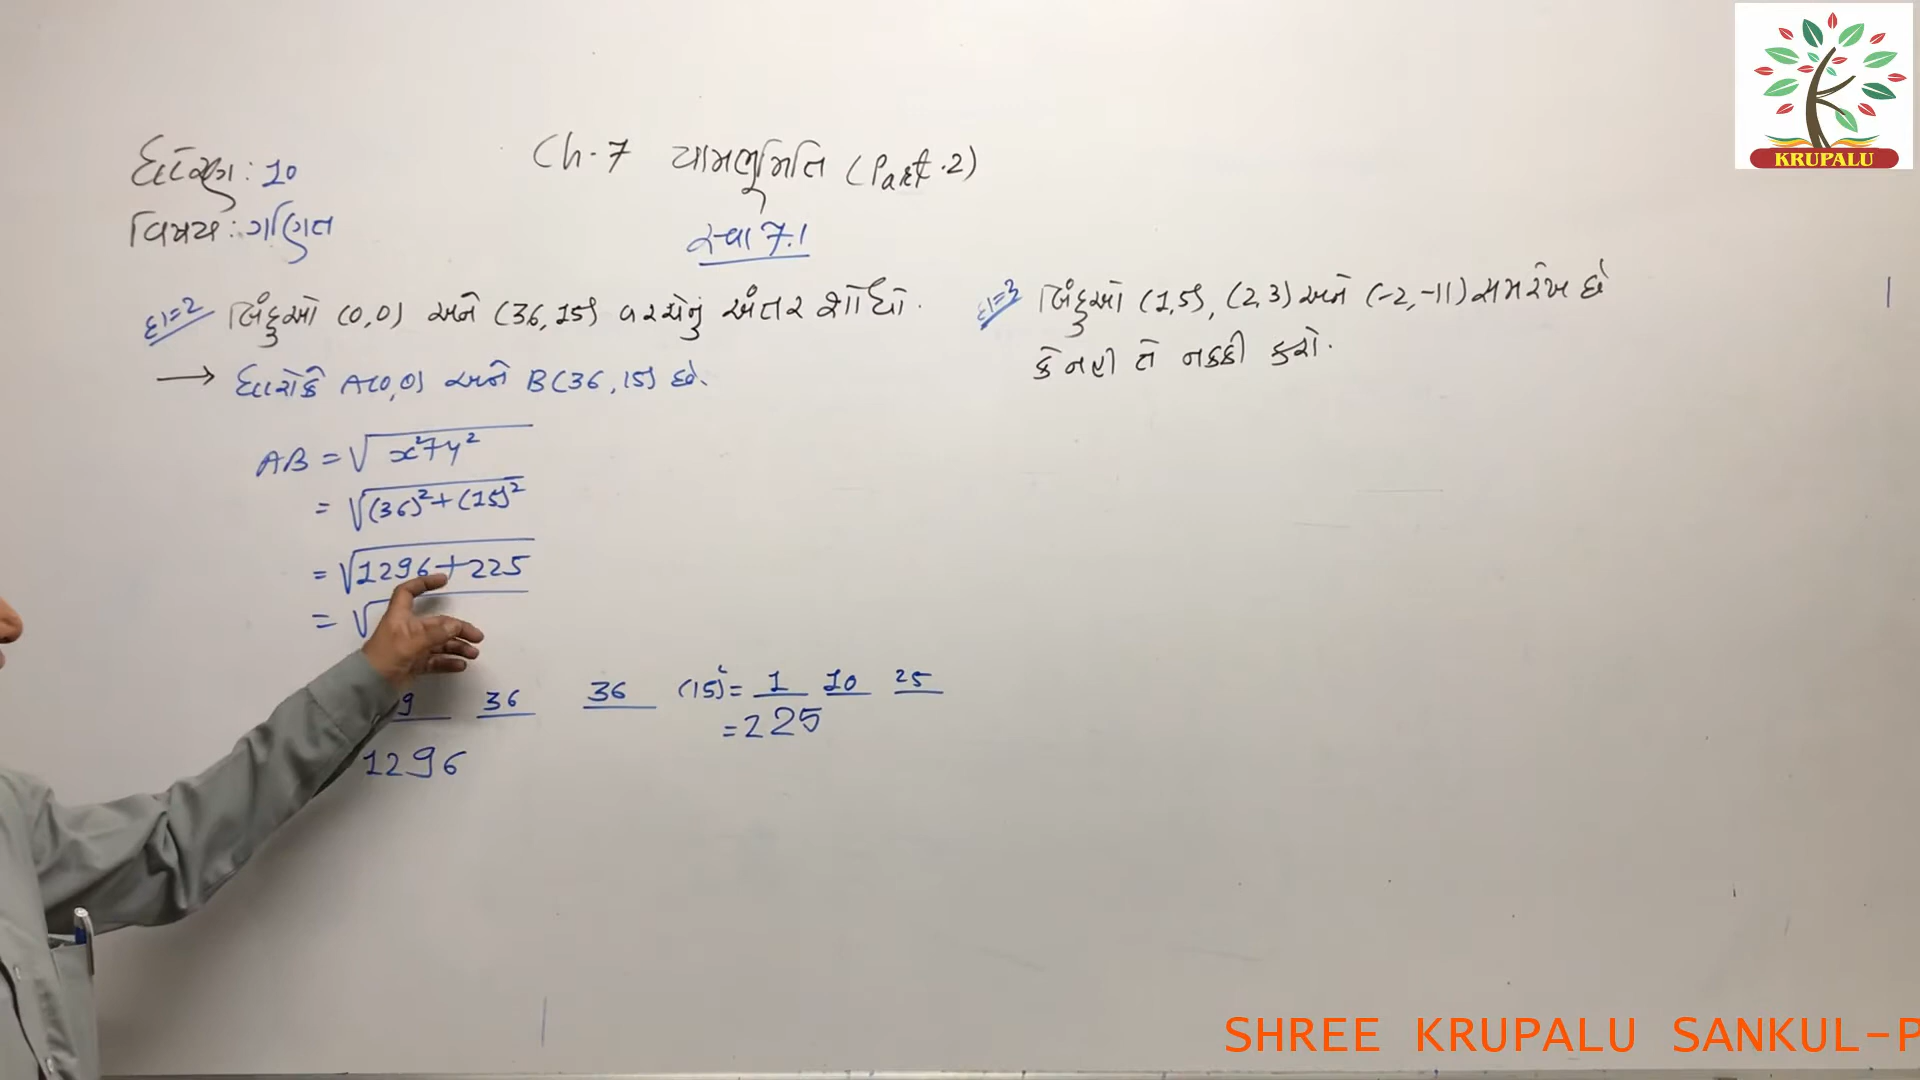 ધોરણ : 10
Ch-7 યામભૂમિતિ (Part-2)
વિષય : ગણિત
સ્વા 7.1
દા=2 બિંદુઓ (0,0) અને (36,15) વચ્ચેનું અંતર શોધો.
→ ધારોકે A(0,0) અને B(36,15) છે.
AB = √x²+y²
= √(36)²+(15)²
= √1296+225
= √
9 36 36
1296
(15)² = 1 10 25
= 225
દા=3 બિંદુઓ (1,5), (2,3) અને (-2,-11) સમરેખ છે
કે નહી તે નક્કી કરો.
KRUPALU
SHREE KRUPALU SANKUL-P